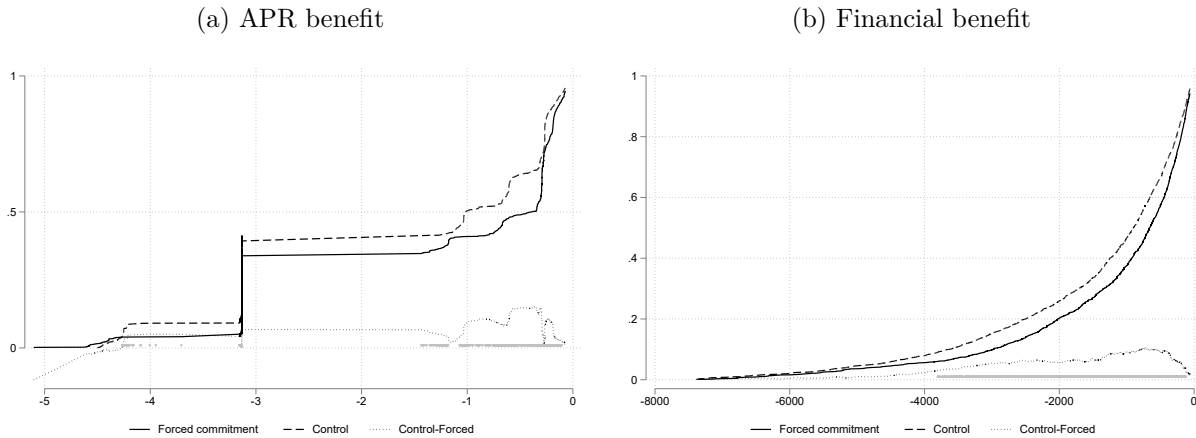 (a) APR benefit
(b) Financial benefit
1
.5
0
-5 -4 -3 -2 -1 0
Forced commitment Control Control-Forced
1
.8
.6
.4
.2
0
-8000 -6000 -4000 -2000 0
Forced commitment Control Control-Forced